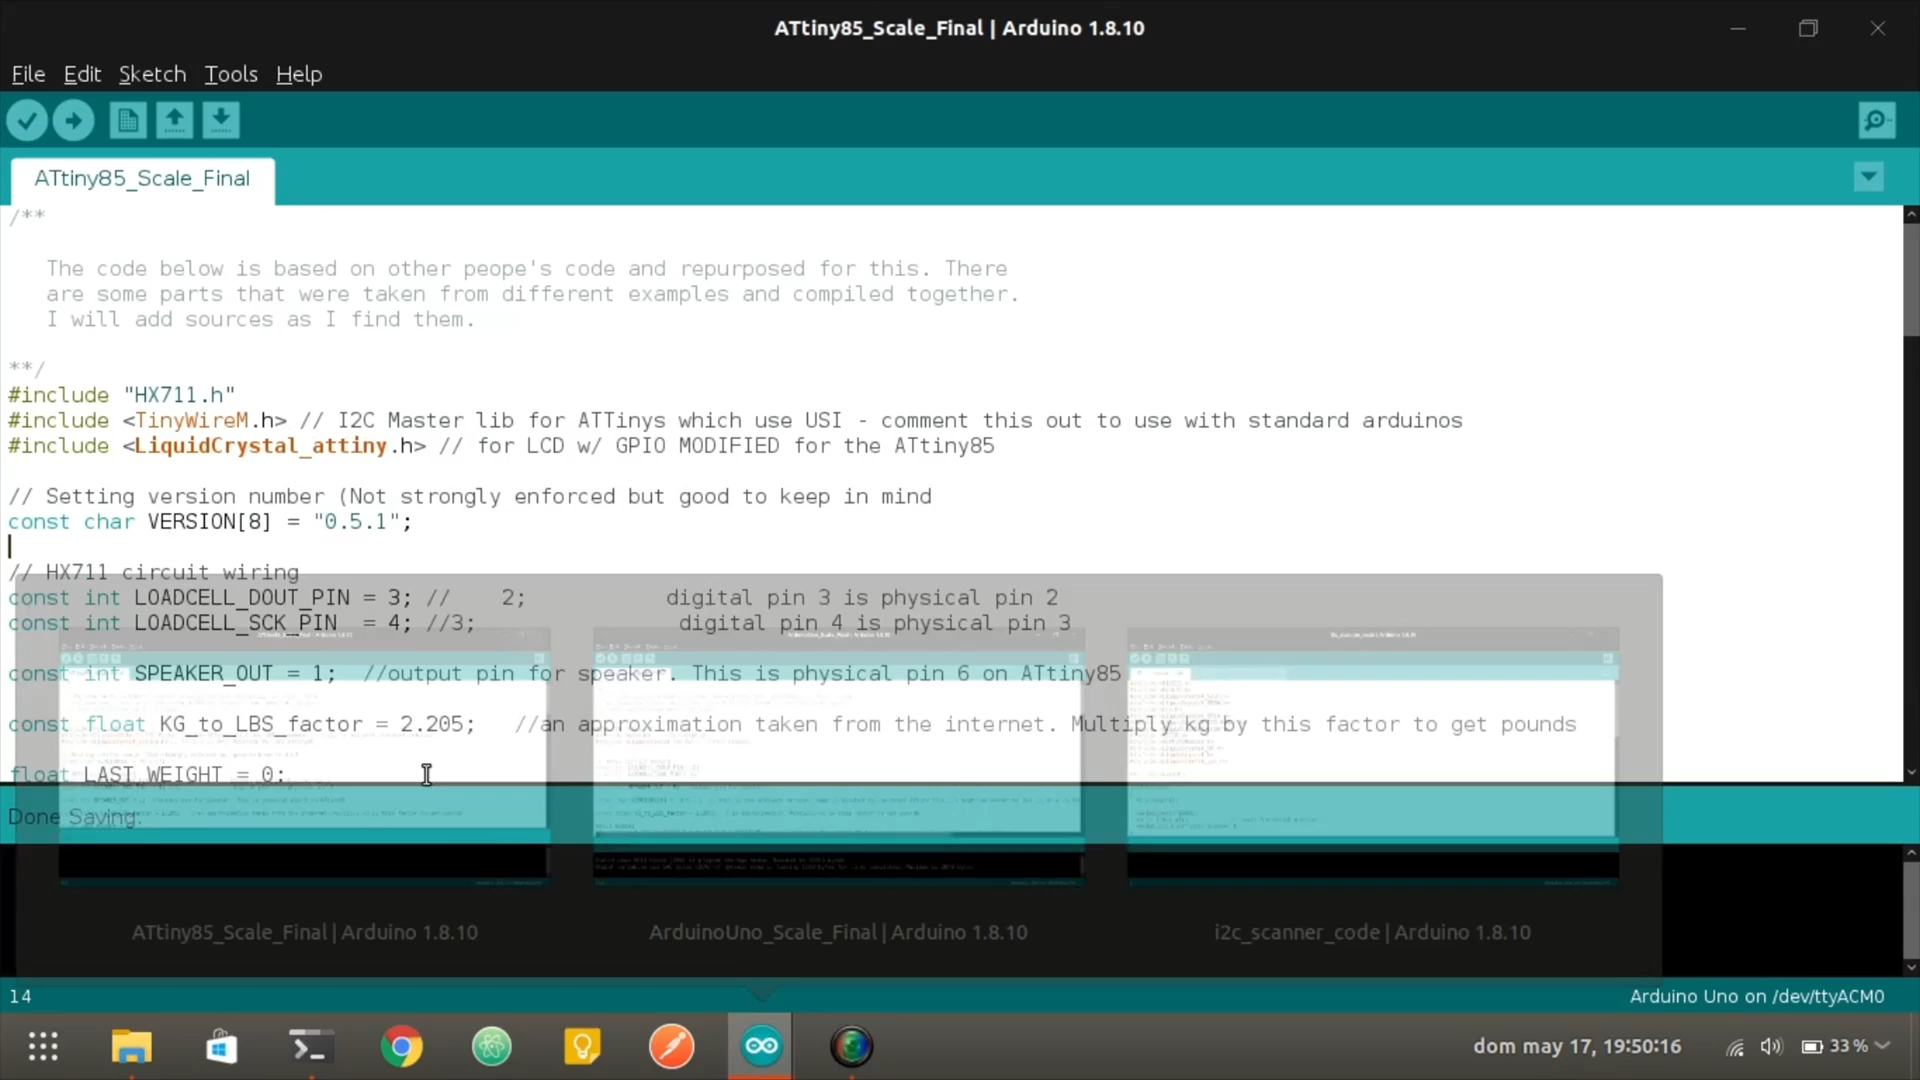 ATtiny85_Scale_Final | Arduino 1.8.10
File Edit Sketch Tools Help
ATtiny85_Scale_Final
/**
The code below is based on other peope's code and repurposed for this. There
are some parts that were taken from different examples and compiled together.
I will add sources as I find them.
**/
#include "HX711.h"
#include <TinyWireM.h> // I2C Master lib for ATTinys which use USI - comment this out to use with standard arduinos
#include <LiquidCrystal_attiny.h> // for LCD w/ GPIO MODIFIED for the ATtiny85
// Setting version number (Not strongly enforced but good to keep in mind
const char VERSION[8] = "0.5.1";
// HX711 circuit wiring
const int LOADCELL_DOUT_PIN = 3; // 2; digital pin 3 is physical pin 2
const int LOADCELL_SCK_PIN = 4; //3; digital pin 4 is physical pin 3
const int SPEAKER_OUT = 1; //output pin for speaker. This is physical pin 6 on ATtiny85
const float KG_to_LBS_factor = 2.205; //an approximation taken from the internet. Multiply kg by this factor to get pounds
float LAST_WEIGHT = 0;
Done Saving.
ATtiny85_Scale_Final | Arduino 1.8.10
ArduinoUno_Scale_Final | Arduino 1.8.10
i2c_scanner_code | Arduino 1.8.10
14
Arduino Uno on /dev/ttyACM0
dom may 17, 19:50:16
33 %